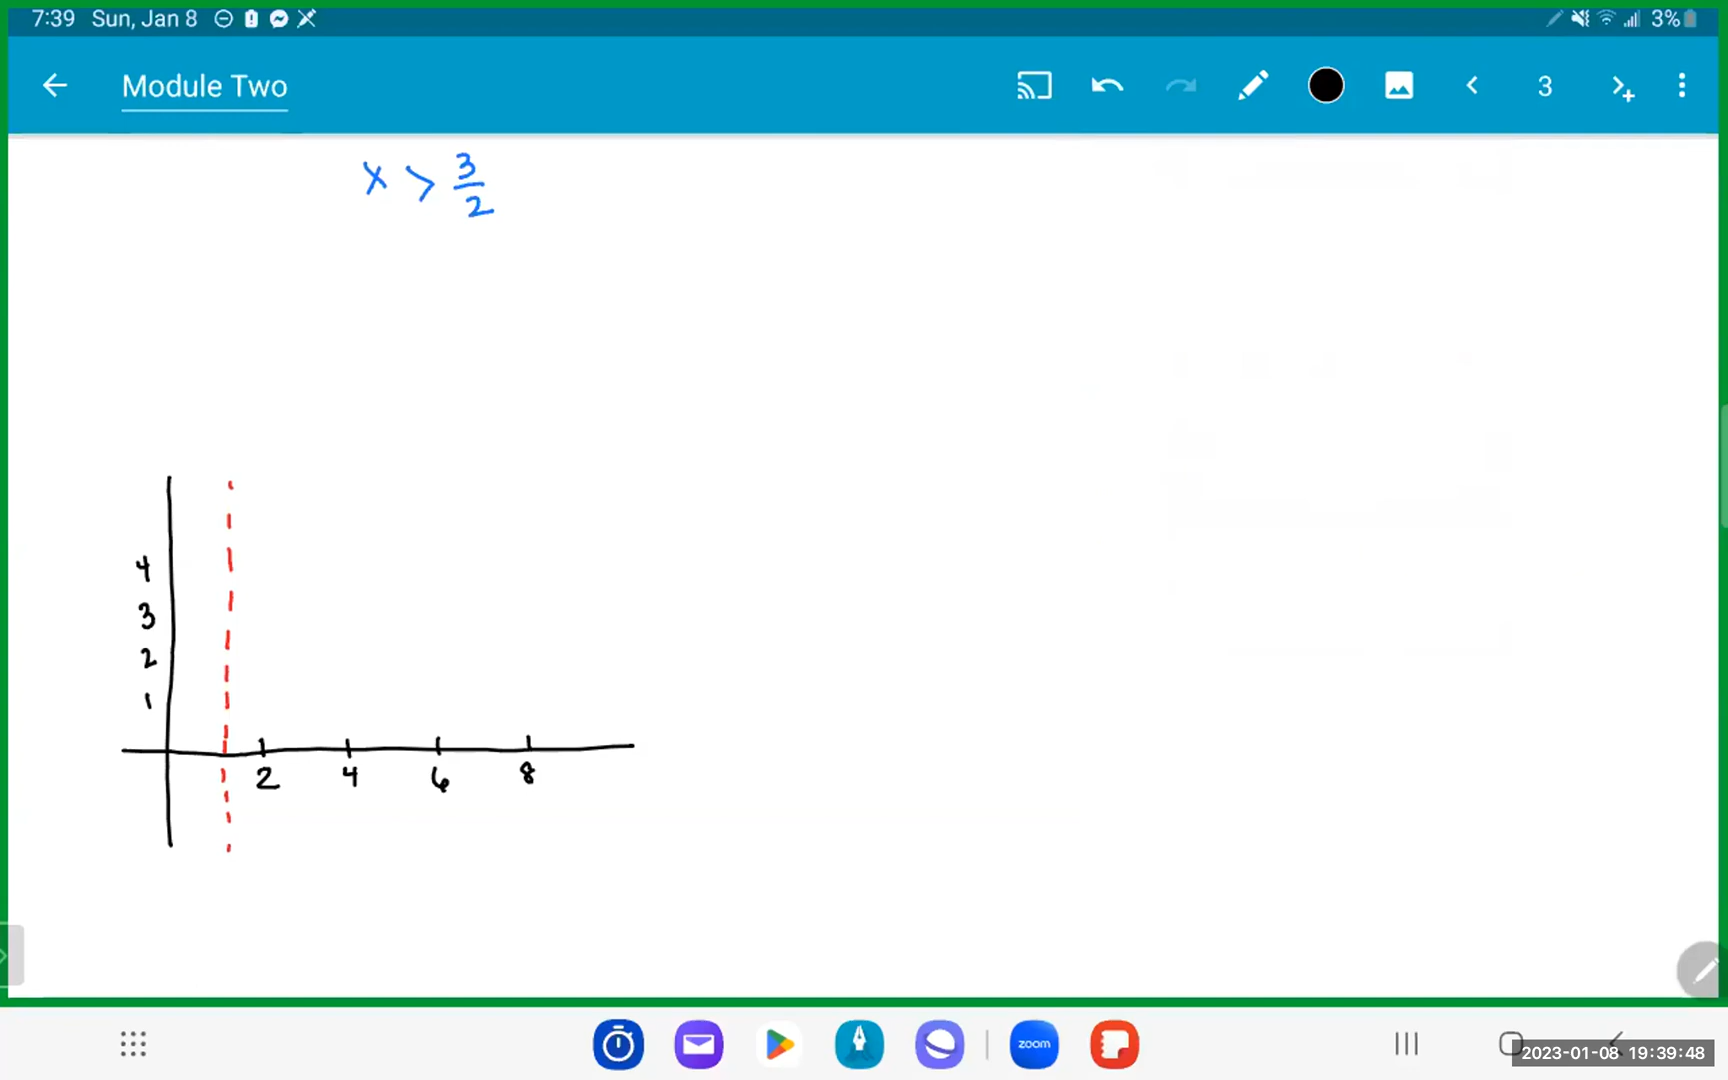 7:39 Sun, Jan 8 3%
Module Two 3
x > 3/2
4
3
2
1
2 4 6 8
zoom
2023-01-08 19:39:48